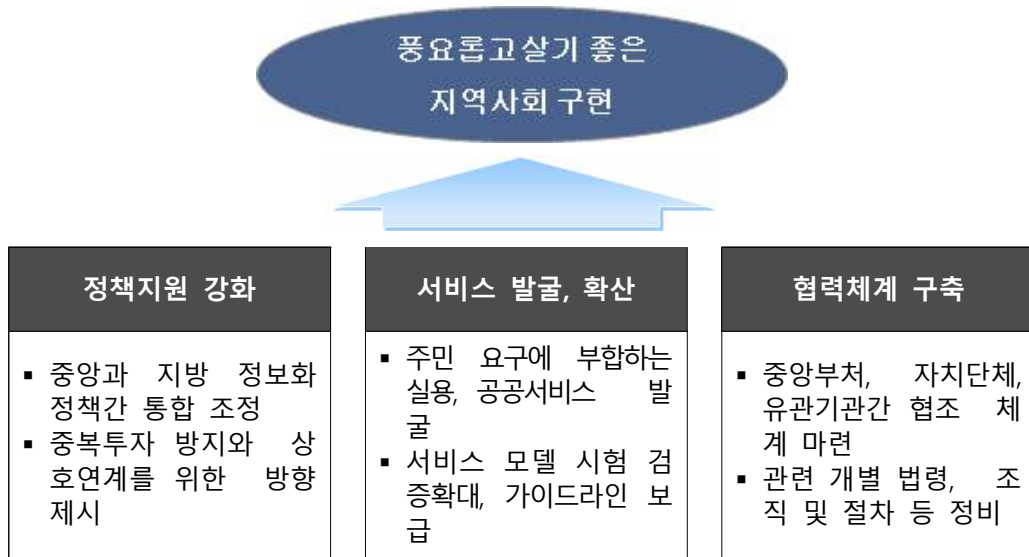 풍요롭고살기 좋은
지역사회 구현
정책지원 강화
▪ 중앙과 지방 정보화
정책간 통합 조정
▪ 중복투자 방지와 상
호연계를 위한 방향
제시
서비스 발굴, 확산
▪ 주민 요구에 부합하는
실용, 공공서비스 발
굴
▪ 서비스 모델 시험 검
증확대, 가이드라인 보
급
협력체계 구축
▪ 중앙부처, 자치단체,
유관기관간 협조 체
계 마련
▪ 관련 개별 법령, 조
직 및 절차 등 정비